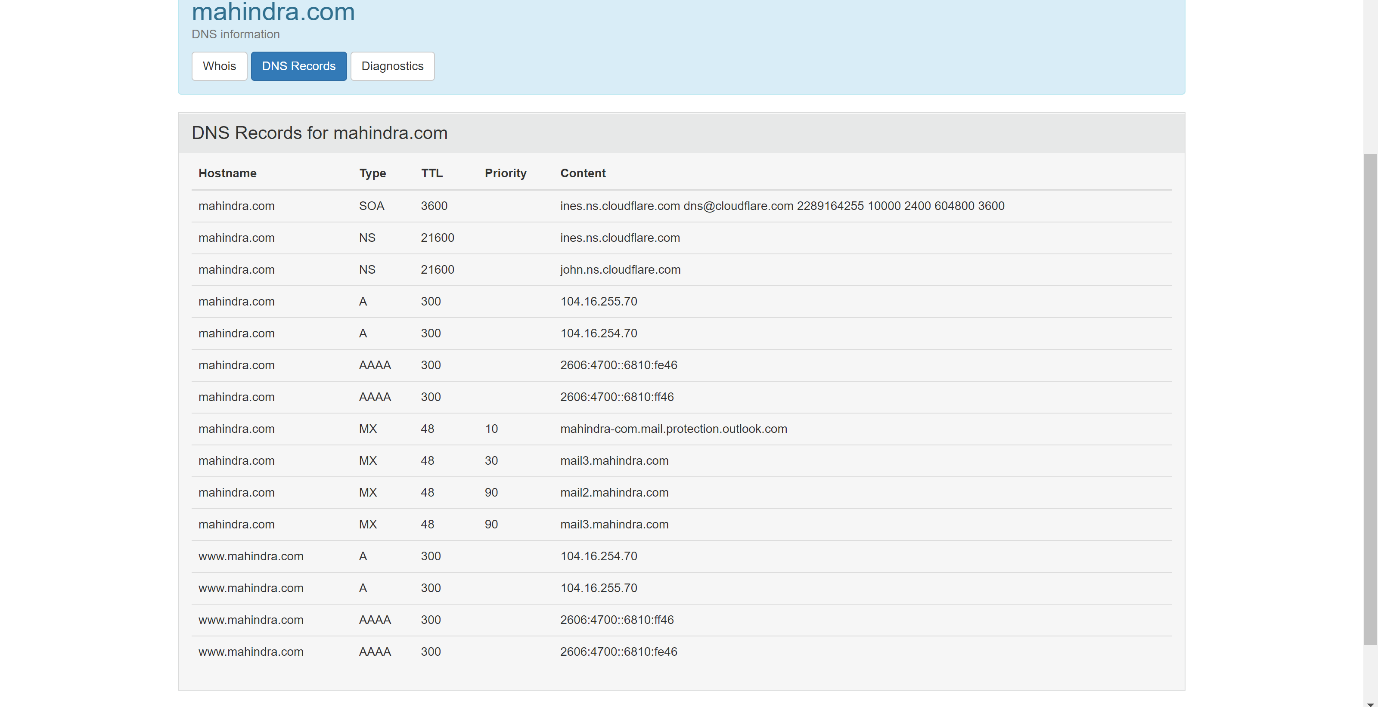 mahindra.com
DNS information
Whois DNS Records Diagnostics
DNS Records for mahindra.com
Hostname Type TTL Priority Content
mahindra.com SOA 3600 ines.ns.cloudflare.com dns@cloudflare.com 2289164255 10000 2400 604800 3600
mahindra.com NS 21600 ines.ns.cloudflare.com
mahindra.com NS 21600 john.ns.cloudflare.com
mahindra.com A 300 104.16.255.70
mahindra.com A 300 104.16.254.70
mahindra.com AAAA 300 2606:4700::6810:fe46
mahindra.com AAAA 300 2606:4700::6810:ff46
mahindra.com MX 48 10 mahindra-com.mail.protection.outlook.com
mahindra.com MX 48 30 mail3.mahindra.com
mahindra.com MX 48 90 mail2.mahindra.com
mahindra.com MX 48 90 mail3.mahindra.com
www.mahindra.com A 300 104.16.254.70
www.mahindra.com A 300 104.16.255.70
www.mahindra.com AAAA 300 2606:4700::6810:ff46
www.mahindra.com AAAA 300 2606:4700::6810:fe46